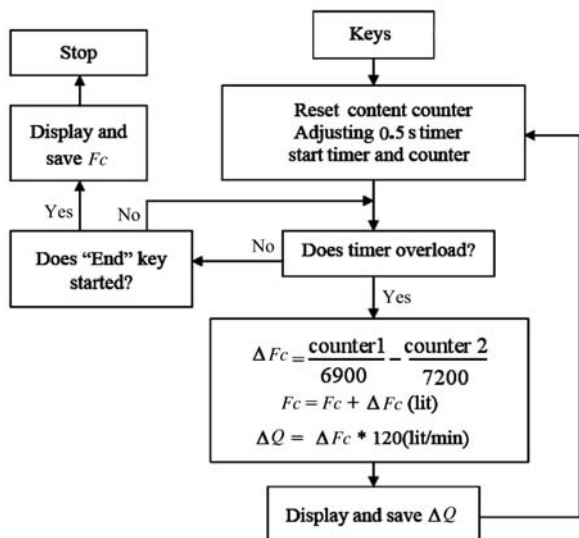 Keys
Stop
Reset content counter
Adjusting 0.5 s timer
start timer and counter
Display and
save Fc
Yes
No
Does "End" key
started?
No
Does timer overload?
Yes
ΔFc = counter1/6900 − counter 2/7200
Fc = Fc + ΔFc (lit)
ΔQ = ΔFc * 120(lit/min)
Display and save ΔQ